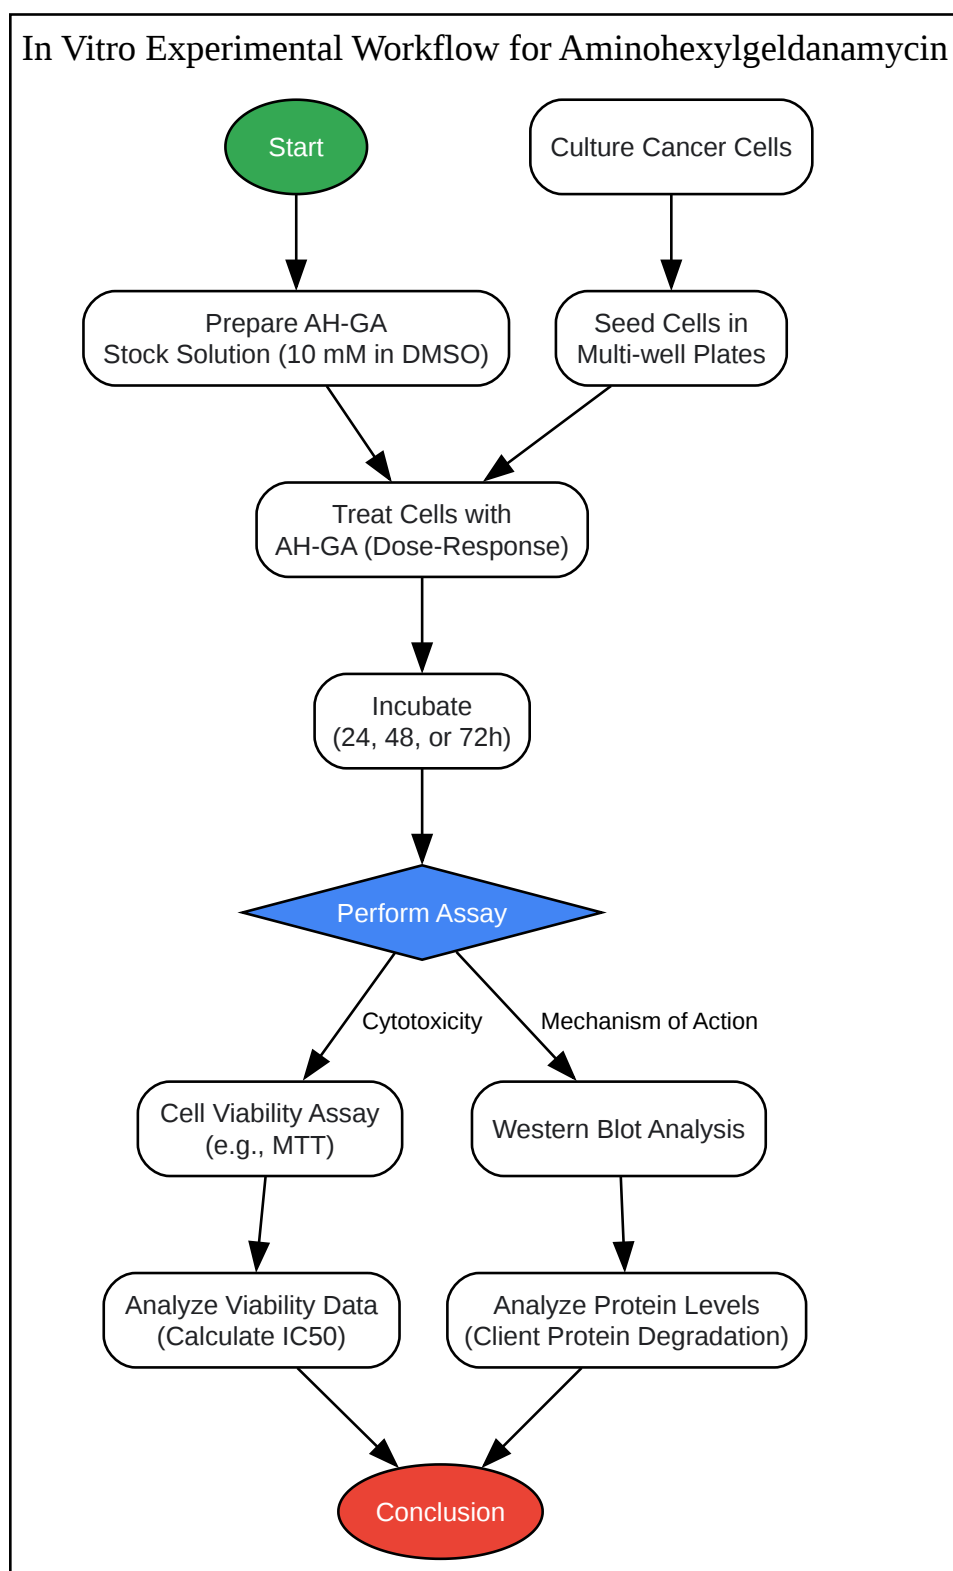 In Vitro Experimental Workflow for Aminohexylgeldanamycin
Start
Culture Cancer Cells
Prepare AH-GA
Stock Solution (10 mM in DMSO)
Seed Cells in
Multi-well Plates
Treat Cells with
AH-GA (Dose-Response)
Incubate
(24, 48, or 72h)
Perform Assay
Cytotoxicity
Mechanism of Action
Cell Viability Assay
(e.g., MTT)
Western Blot Analysis
Analyze Viability Data
(Calculate IC50)
Analyze Protein Levels
(Client Protein Degradation)
Conclusion